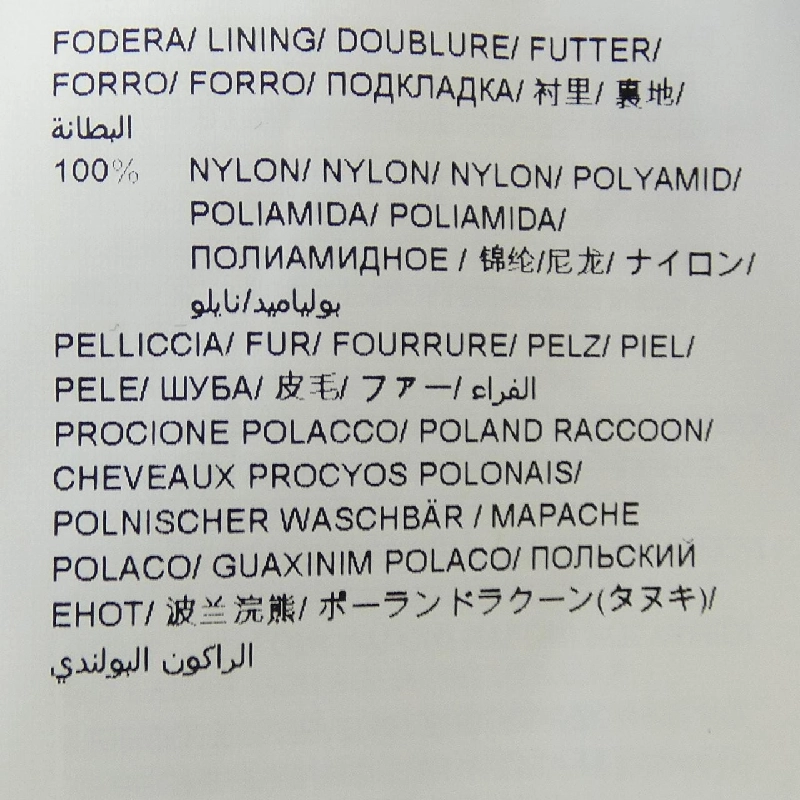 FODERA/ LINING/ DOUBLURE/ FUTTER/
FORRO/ FORRO/ ПОДКЛАДКА/ 衬里/ 裏地/
البطانة
100% NYLON/ NYLON/ NYLON/ POLYAMID/
POLIAMIDA/ POLIAMIDA/
ПОЛИАМИДНОЕ / 锦纶/尼龙/ ナイロン/
بولياميد/نايلو
PELLICCIA/ FUR/ FOURRURE/ PELZ/ PIEL/
PELE/ ШУБА/ 皮毛/ ファー/ الفراء
PROCIONE POLACCO/ POLAND RACCOON/
CHEVEAUX PROCYOS POLONAIS/
POLNISCHER WASCHBÄR / MAPACHE
POLACO/ GUAXINIM POLACO/ ПОЛЬСКИЙ
ЕНОТ/ 波兰浣熊/ ポーランドラクーン(タヌキ)/
الراكون البولندي